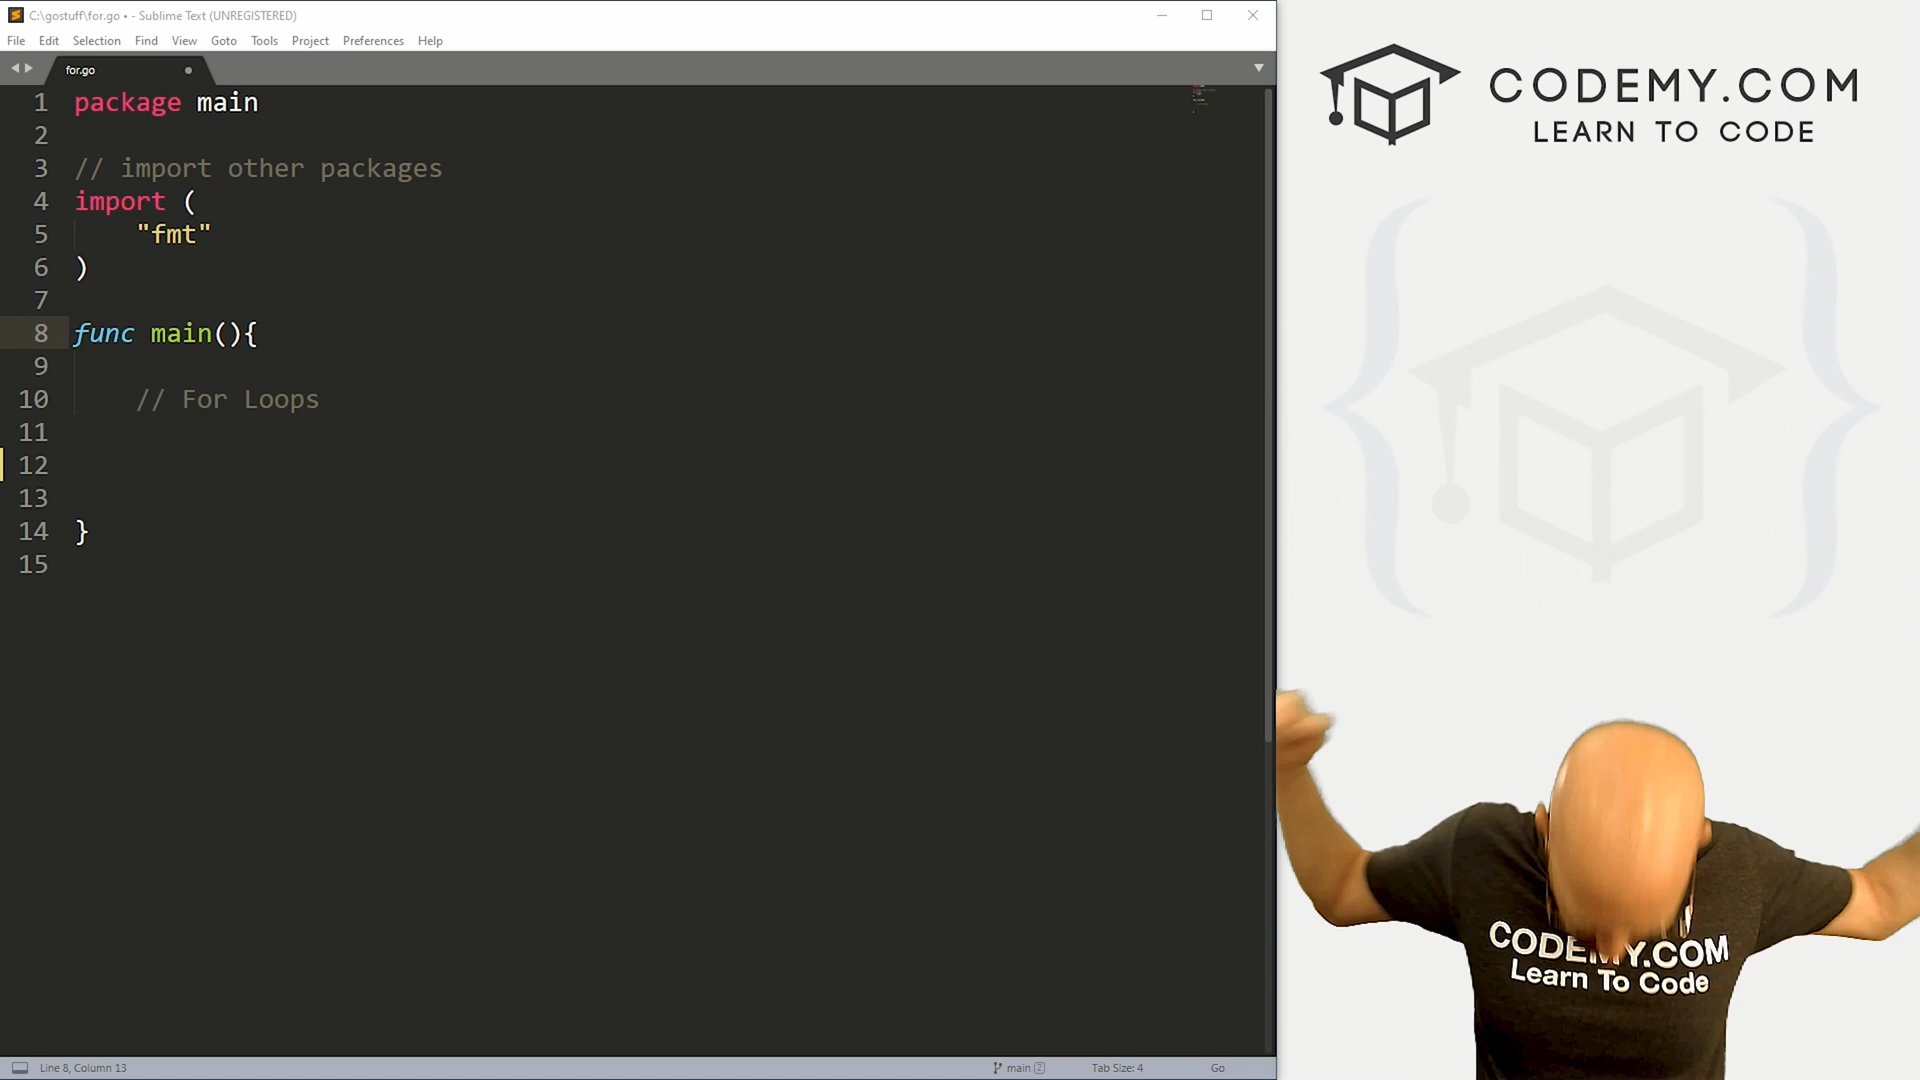 C:\gostuff\for.go • - Sublime Text (UNREGISTERED)
File Edit Selection Find View Goto Tools Project Preferences Help
for.go
1 package main
2
3 // import other packages
4 import (
5 "fmt"
6 )
7
8 func main(){
9
10 // For Loops
11
12
13
14 }
15
Line 8, Column 13
main 2
Tab Size: 4
Go
CODEMY.COM
LEARN TO CODE
CODEMY.COM
Learn To Code